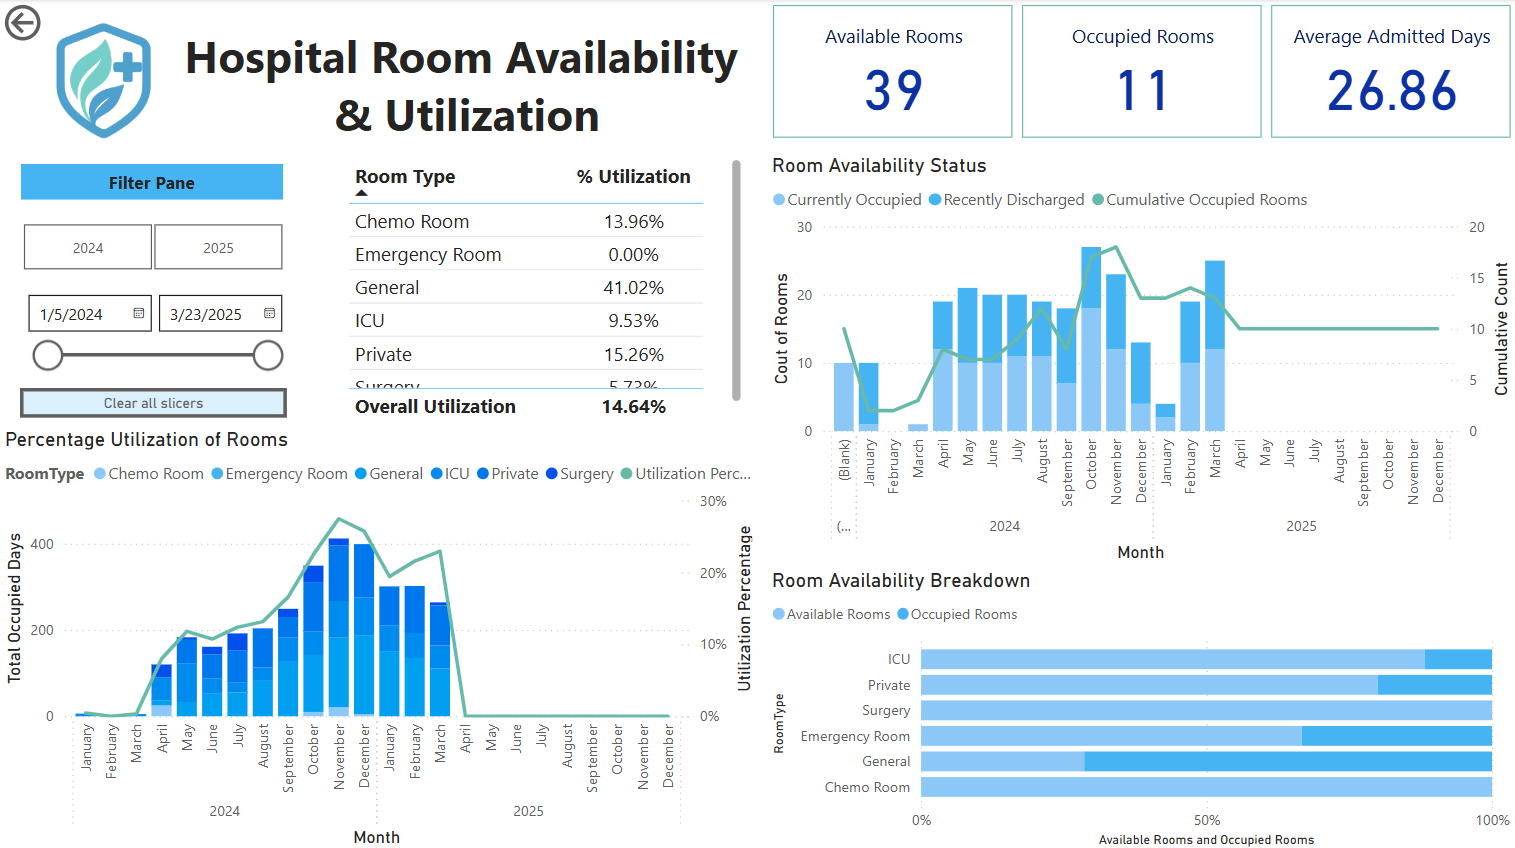 Hospital Room Availability
& Utilization
Available Rooms
39
Occupied Rooms
11
Average Admitted Days
26.86
Filter Pane
2024
2025
1/5/2024
3/23/2025
Clear all slicers
Room Type % Utilization
Chemo Room 13.96%
Emergency Room 0.00%
General 41.02%
ICU 9.53%
Private 15.26%
Surgery 5.73%
Overall Utilization 14.64%
Room Availability Status
Currently Occupied Recently Discharged Cumulative Occupied Rooms
Cout of Rooms
30
20
10
0
Cumulative Count
20
15
10
5
0
(Blank) January February March April May June July August September October November December January February March April May June July August September October November December
(... 2024 2025
Month
Percentage Utilization of Rooms
RoomType Chemo Room Emergency Room General ICU Private Surgery Utilization Perc...
Total Occupied Days
400
200
0
Utilization Percentage
30%
20%
10%
0%
January February March April May June July August September October November December January February March April May June July August September October November December
2024 2025
Month
Room Availability Breakdown
Available Rooms Occupied Rooms
RoomType
ICU
Private
Surgery
Emergency Room
General
Chemo Room
0% 50% 100%
Available Rooms and Occupied Rooms